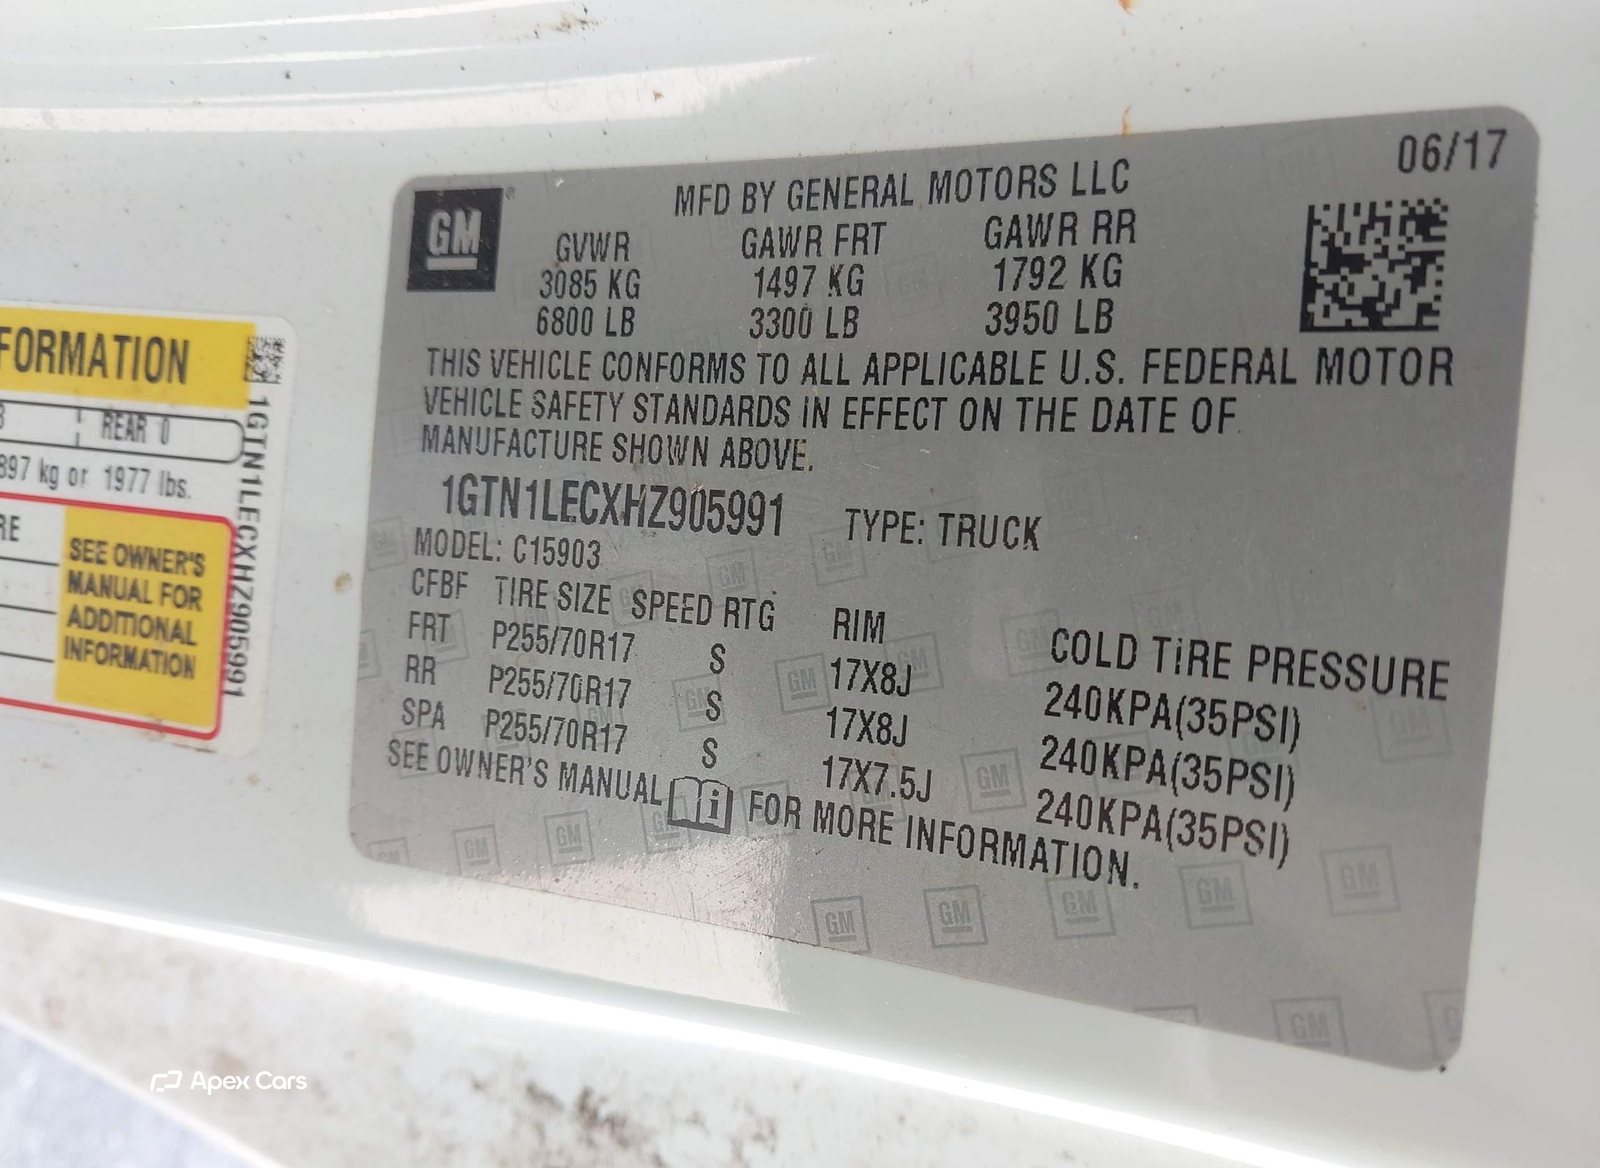 FORMATION
REAR 0
897 kg or 1977 lbs.
RE
SEE OWNER'S
MANUAL FOR
ADDITIONAL
INFORMATION
1GTN1LECXHZ905991
GM
MFD BY GENERAL MOTORS LLC
06/17
GVWR GAWR FRT GAWR RR
3085 KG 1497 KG 1792 KG
6800 LB 3300 LB 3950 LB
THIS VEHICLE CONFORMS TO ALL APPLICABLE U.S. FEDERAL MOTOR
VEHICLE SAFETY STANDARDS IN EFFECT ON THE DATE OF
MANUFACTURE SHOWN ABOVE.
1GTN1LECXHZ905991 TYPE: TRUCK
MODEL: C15903
CFBF TIRE SIZE SPEED RTG RIM COLD TIRE PRESSURE
FRT P255/70R17 S 17X8J 240KPA(35PSI)
RR P255/70R17 S 17X8J 240KPA(35PSI)
SPA P255/70R17 S 17X7.5J 240KPA(35PSI)
SEE OWNER'S MANUAL i FOR MORE INFORMATION.
Apex Cars